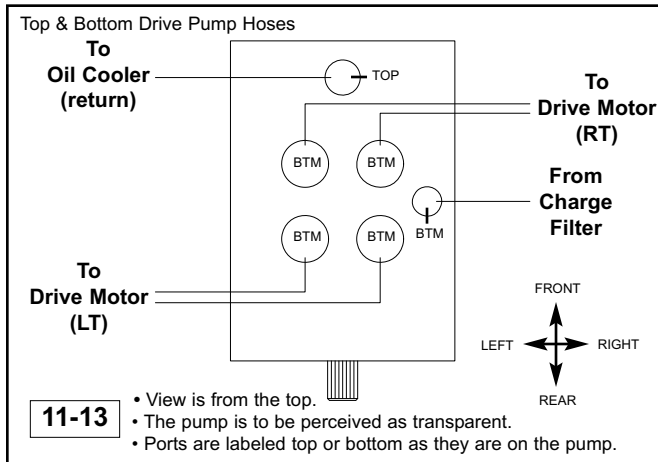 Top & Bottom Drive Pump Hoses
To
Oil Cooler
(return)
TOP
To
Drive Motor
(RT)
BTM
BTM
From
Charge
Filter
BTM
BTM
BTM
To
Drive Motor
(LT)
FRONT
LEFT
RIGHT
REAR
11-13
• View is from the top.
• The pump is to be perceived as transparent.
• Ports are labeled top or bottom as they are on the pump.